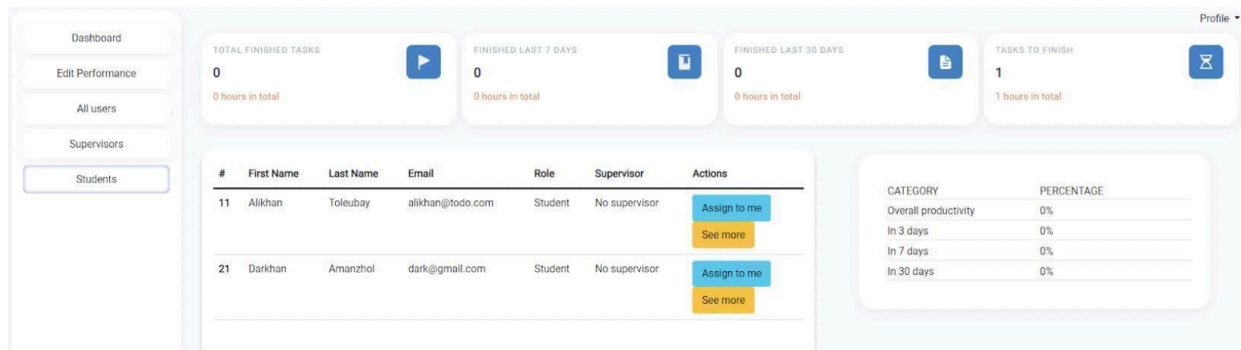 Profile
Dashboard
Edit Performance
All users
Supervisors
Students
TOTAL FINISHED TASKS
0
0 hours in total
FINISHED LAST 7 DAYS
0
0 hours in total
FINISHED LAST 30 DAYS
0
0 hours in total
TASKS TO FINISH
1
1 hours in total
# First Name Last Name Email Role Supervisor Actions
11 Alikhan Toleubay alikhan@todo.com Student No supervisor Assign to me
See more
21 Darkhan Amanzhol dark@gmail.com Student No supervisor Assign to me
See more
CATEGORY PERCENTAGE
Overall productivity 0%
In 3 days 0%
In 7 days 0%
In 30 days 0%